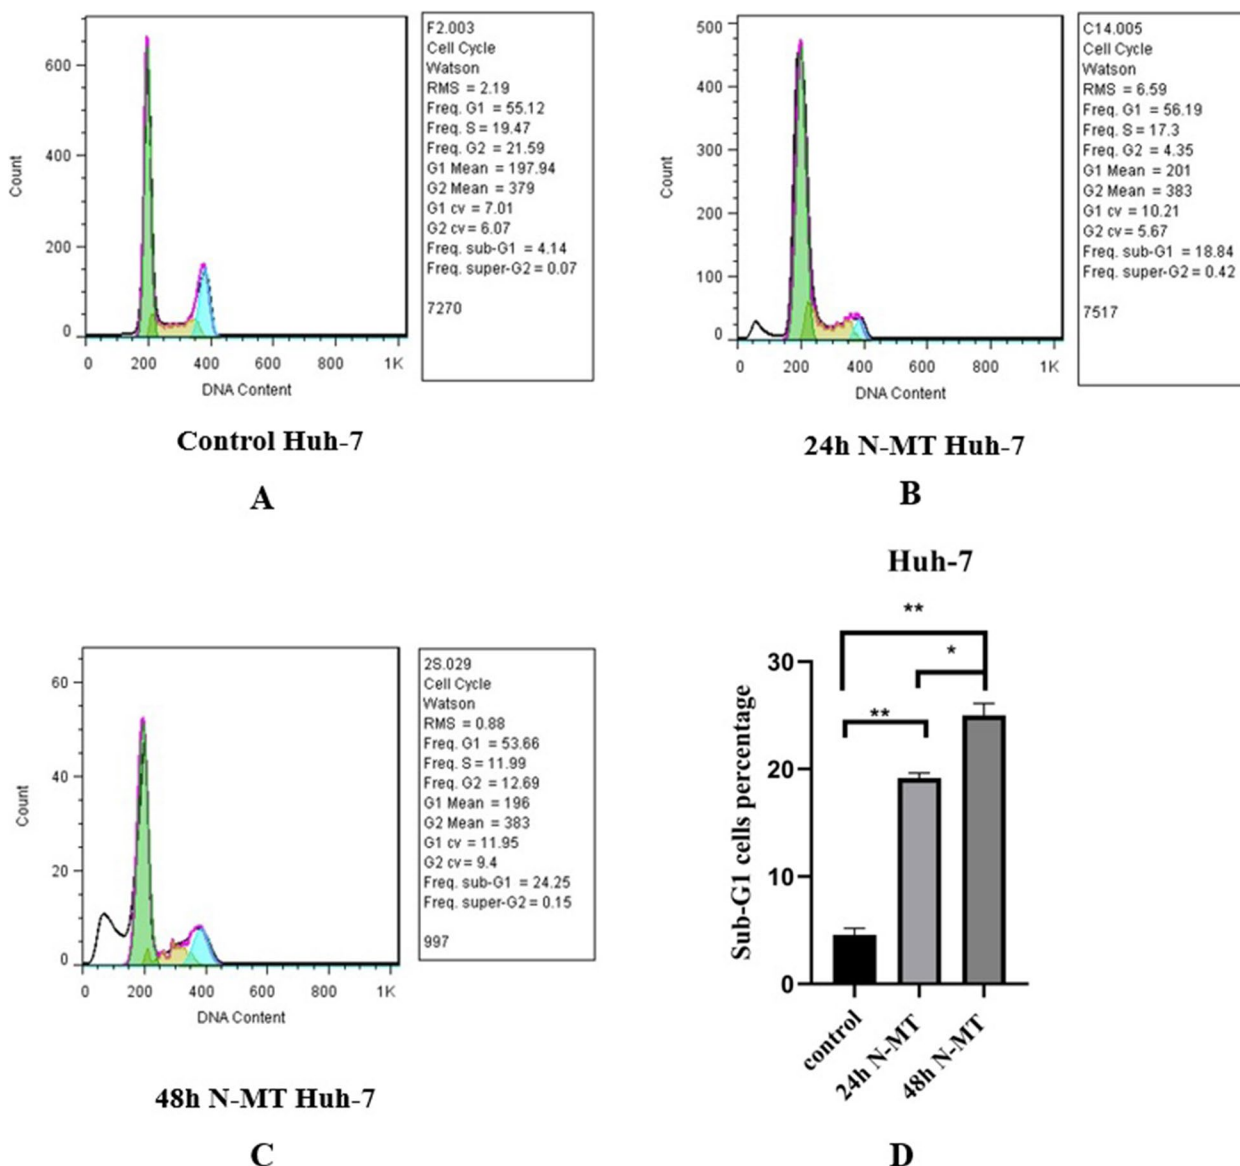 600
400
200
0
Count
0 200 400 600 800 1K
DNA Content
F2.003
Cell Cycle
Watson
RMS = 2.19
Freq. G1 = 55.12
Freq. S = 19.47
Freq. G2 = 21.59
G1 Mean = 197.94
G2 Mean = 379
G1 cv = 7.01
G2 cv = 6.07
Freq. sub-G1 = 4.14
Freq. super-G2 = 0.07
7270
Control Huh-7
A
500
400
300
200
100
0
Count
0 200 400 600 800 1K
DNA Content
C14.005
Cell Cycle
Watson
RMS = 6.59
Freq. G1 = 56.19
Freq. S = 17.3
Freq. G2 = 4.35
G1 Mean = 201
G2 Mean = 383
G1 cv = 10.21
G2 cv = 5.67
Freq. sub-G1 = 18.84
Freq. super-G2 = 0.42
7517
24h N-MT Huh-7
B
60
40
20
0
Count
0 200 400 600 800 1K
DNA Content
2S.029
Cell Cycle
Watson
RMS = 0.88
Freq. G1 = 53.66
Freq. S = 11.99
Freq. G2 = 12.69
G1 Mean = 196
G2 Mean = 383
G1 cv = 11.95
G2 cv = 9.4
Freq. sub-G1 = 24.25
Freq. super-G2 = 0.15
997
48h N-MT Huh-7
C
Huh-7
**
*
**
30
20
10
0
Sub-G1 cells percentage
control
24h N-MT
48h N-MT
D